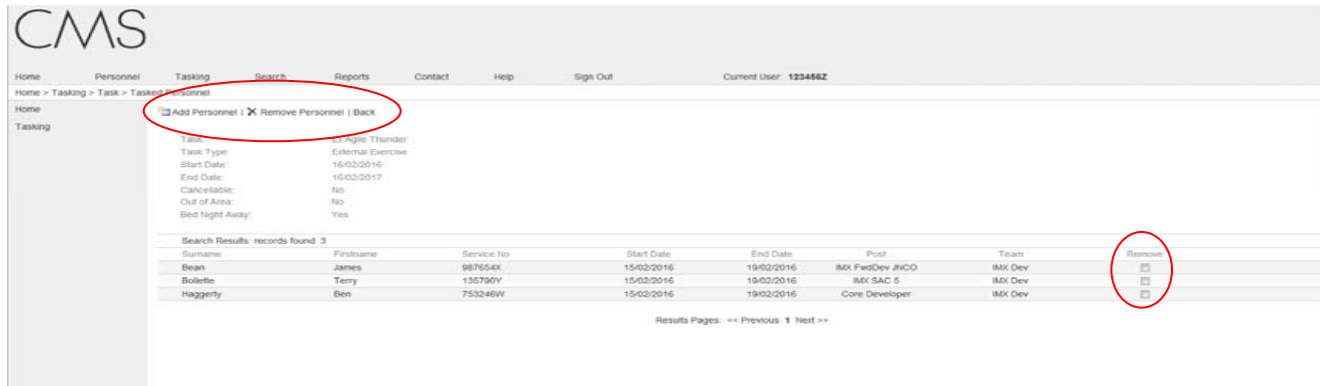 CMS
Home Personnel Tasking Search Reports Contact Help Sign Out Current User: 123456Z
Home > Tasking > Task > Tasked Personnel
Home
Add Personnel | Remove Personnel | Back
Tasking
Task: Ex Agile Thunder
Task Type: External Exercise
Start Date: 16/02/2016
End Date: 16/02/2017
Cancellable: No
Out of Area: No
Bed Night Away: Yes
Search Results: records found: 3
Surname Firstname Service No Start Date End Date Post Team Remove
Bean James 987654X 15/02/2016 19/02/2016 IMX FwdDev JNCO IMX Dev
Bollette Terry 135790Y 15/02/2016 19/02/2016 IMX SAC 5 IMX Dev
Haggerty Ben 753246W 15/02/2016 19/02/2016 Core Developer IMX Dev
Results Pages: << Previous 1 Next >>